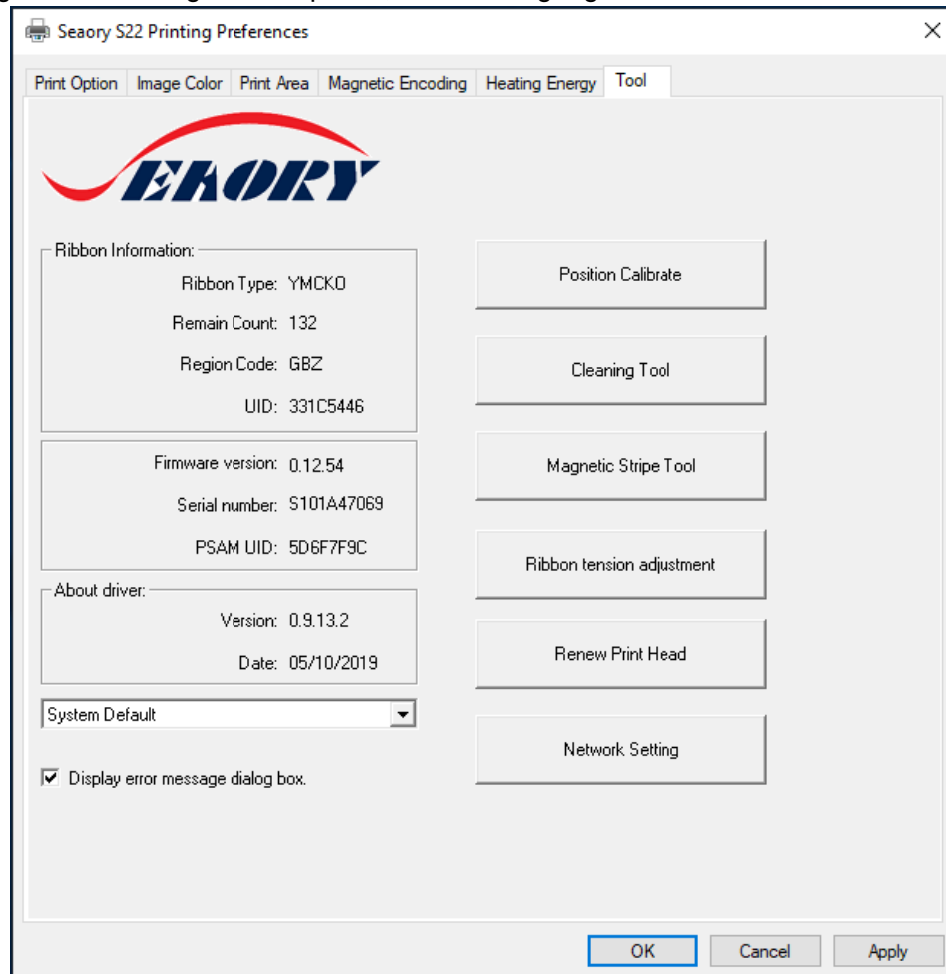 Seaory S22 Printing Preferences
Print Option Image Color Print Area Magnetic Encoding Heating Energy Tool
SEAORY
Ribbon Information:
Ribbon Type: YMCKO
Remain Count: 132
Region Code: GBZ
UID: 331C5446
Firmware version: 0.12.54
Serial number: S101A47069
PSAM UID: 5D6F7F9C
About driver:
Version: 0.9.13.2
Date: 05/10/2019
System Default
Display error message dialog box.
Position Calibrate
Cleaning Tool
Magnetic Stripe Tool
Ribbon tension adjustment
Renew Print Head
Network Setting
OK Cancel Apply